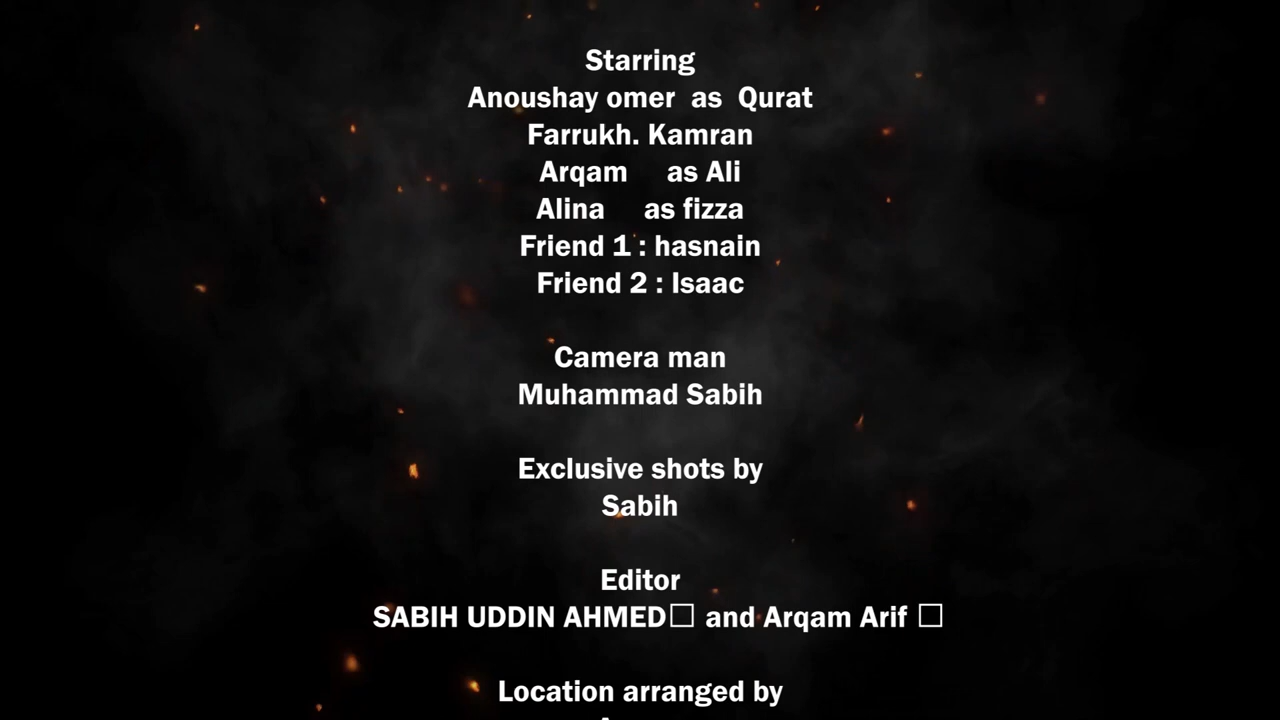 Starring
Anoushay omer as Qurat
Farrukh. Kamran
Arqam as Ali
Alina as fizza
Friend 1 : hasnain
Friend 2 : Isaac
Camera man
Muhammad Sabih
Exclusive shots by
Sabih
Editor
SABIH UDDIN AHMED□ and Arqam Arif □
Location arranged by